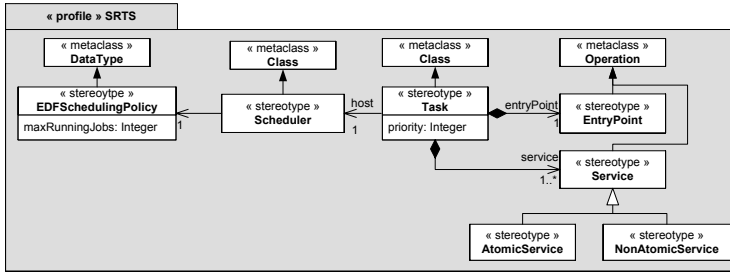 « profile » SRTS
« metaclass »
DataType
« metaclass »
Class
« metaclass »
Class
« metaclass »
Operation
« stereoytpe »
EDFSchedulingPolicy
maxRunningJobs: Integer
1
« stereotype »
Scheduler
host
1
« stereotype »
Task
priority: Integer
entryPoint
1
« stereotype »
EntryPoint
service
1..*
« stereotype »
Service
« stereotype »
AtomicService
« stereotype »
NonAtomicService